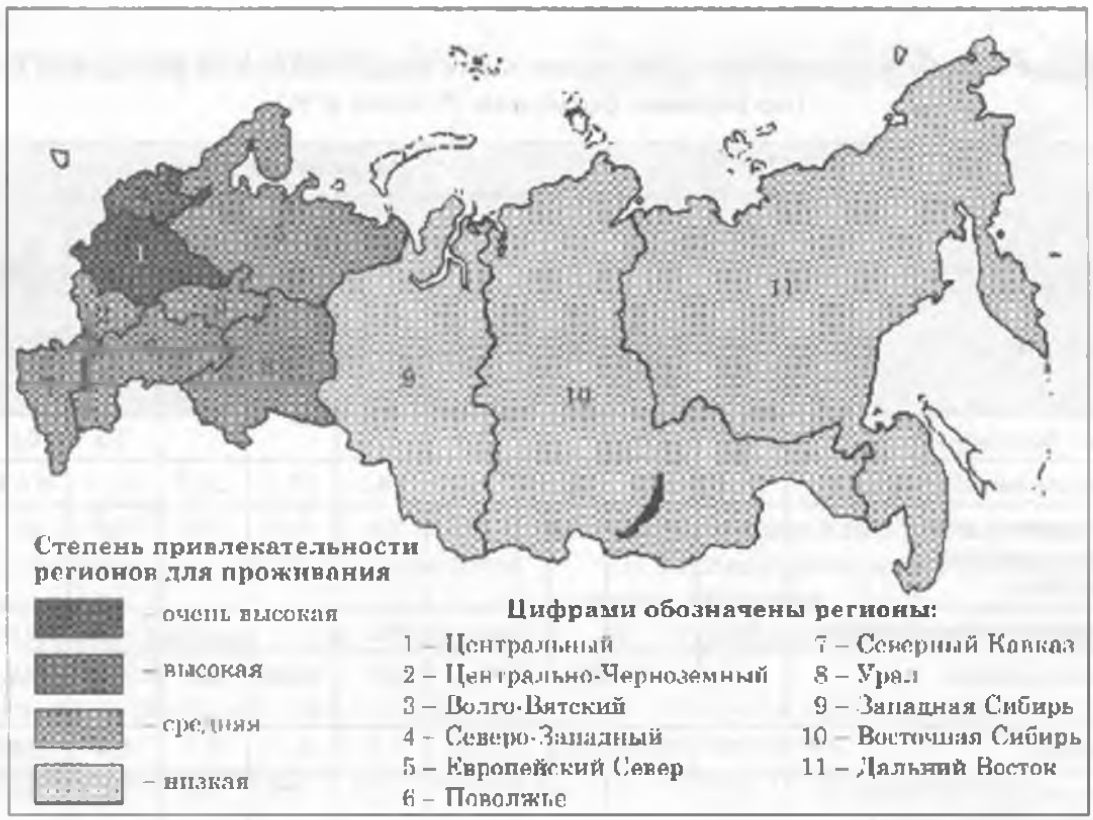 1
9
10
11
Степень привлекательности
регионов для проживания
– очень высокая
– высокая
– средняя
– низкая
Цифрами обозначены регионы:
1 – Центральный
2 – Центрально-Черноземный
3 – Волго-Вятский
4 – Северо-Западный
5 – Европейский Север
6 – Поволжье
7 – Северный Кавказ
8 – Урал
9 – Западная Сибирь
10 – Восточная Сибирь
11 – Дальний Восток